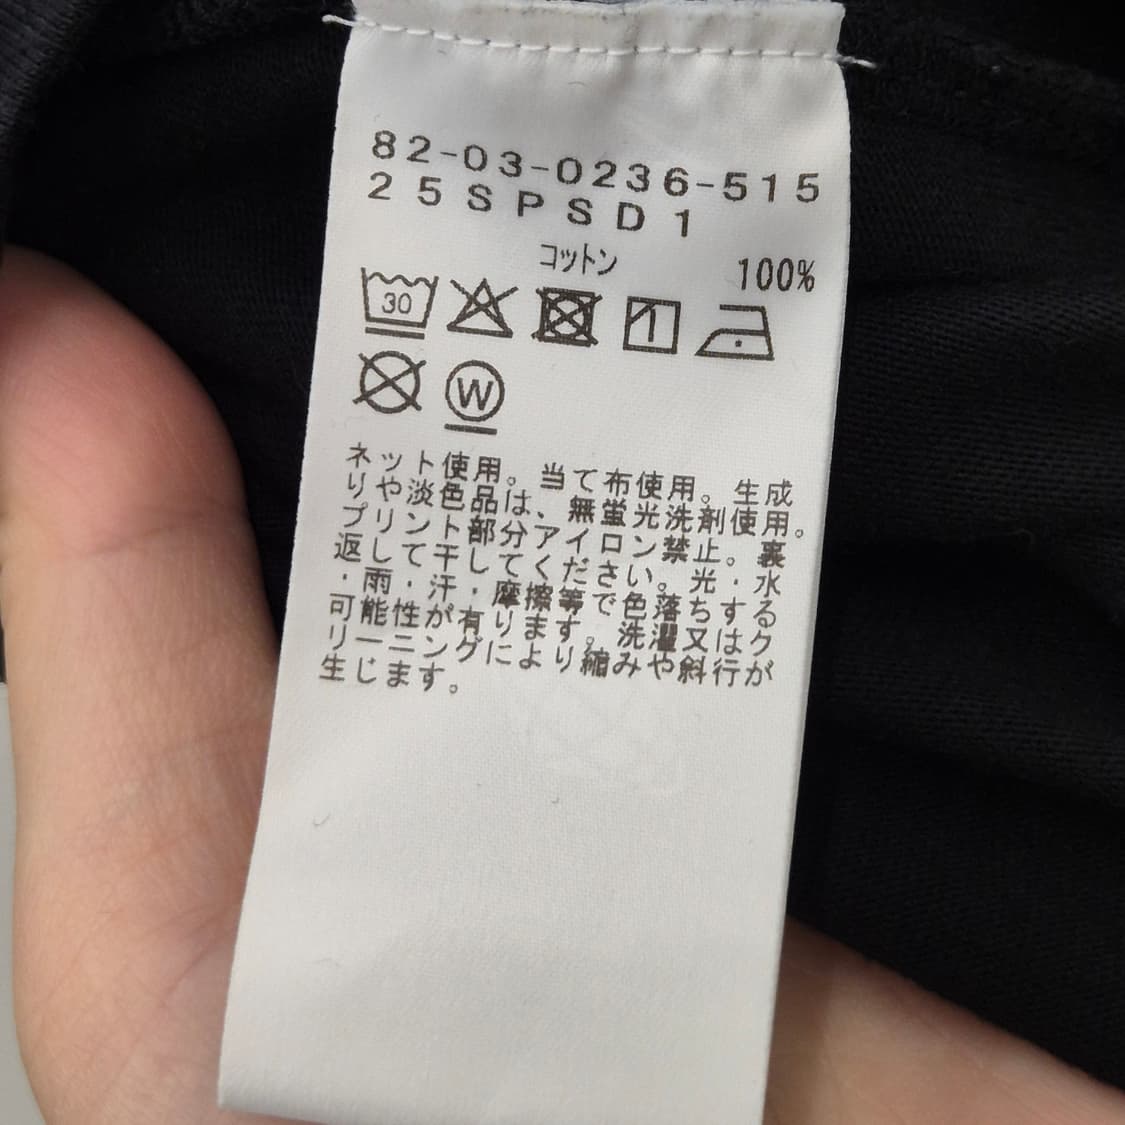 82-03-0236-515
25SPSD1
コットン 100%
30
W
ネット使用。当て布使用。生成
りや淡色品は、無蛍光洗剤使用。
プリント部分アイロン禁止。裏
返して干してください。光・水
・雨・汗・摩擦等で色落ちする
可能性が有ります。洗濯又はク
リーニングにより縮みや斜行が
生じます。